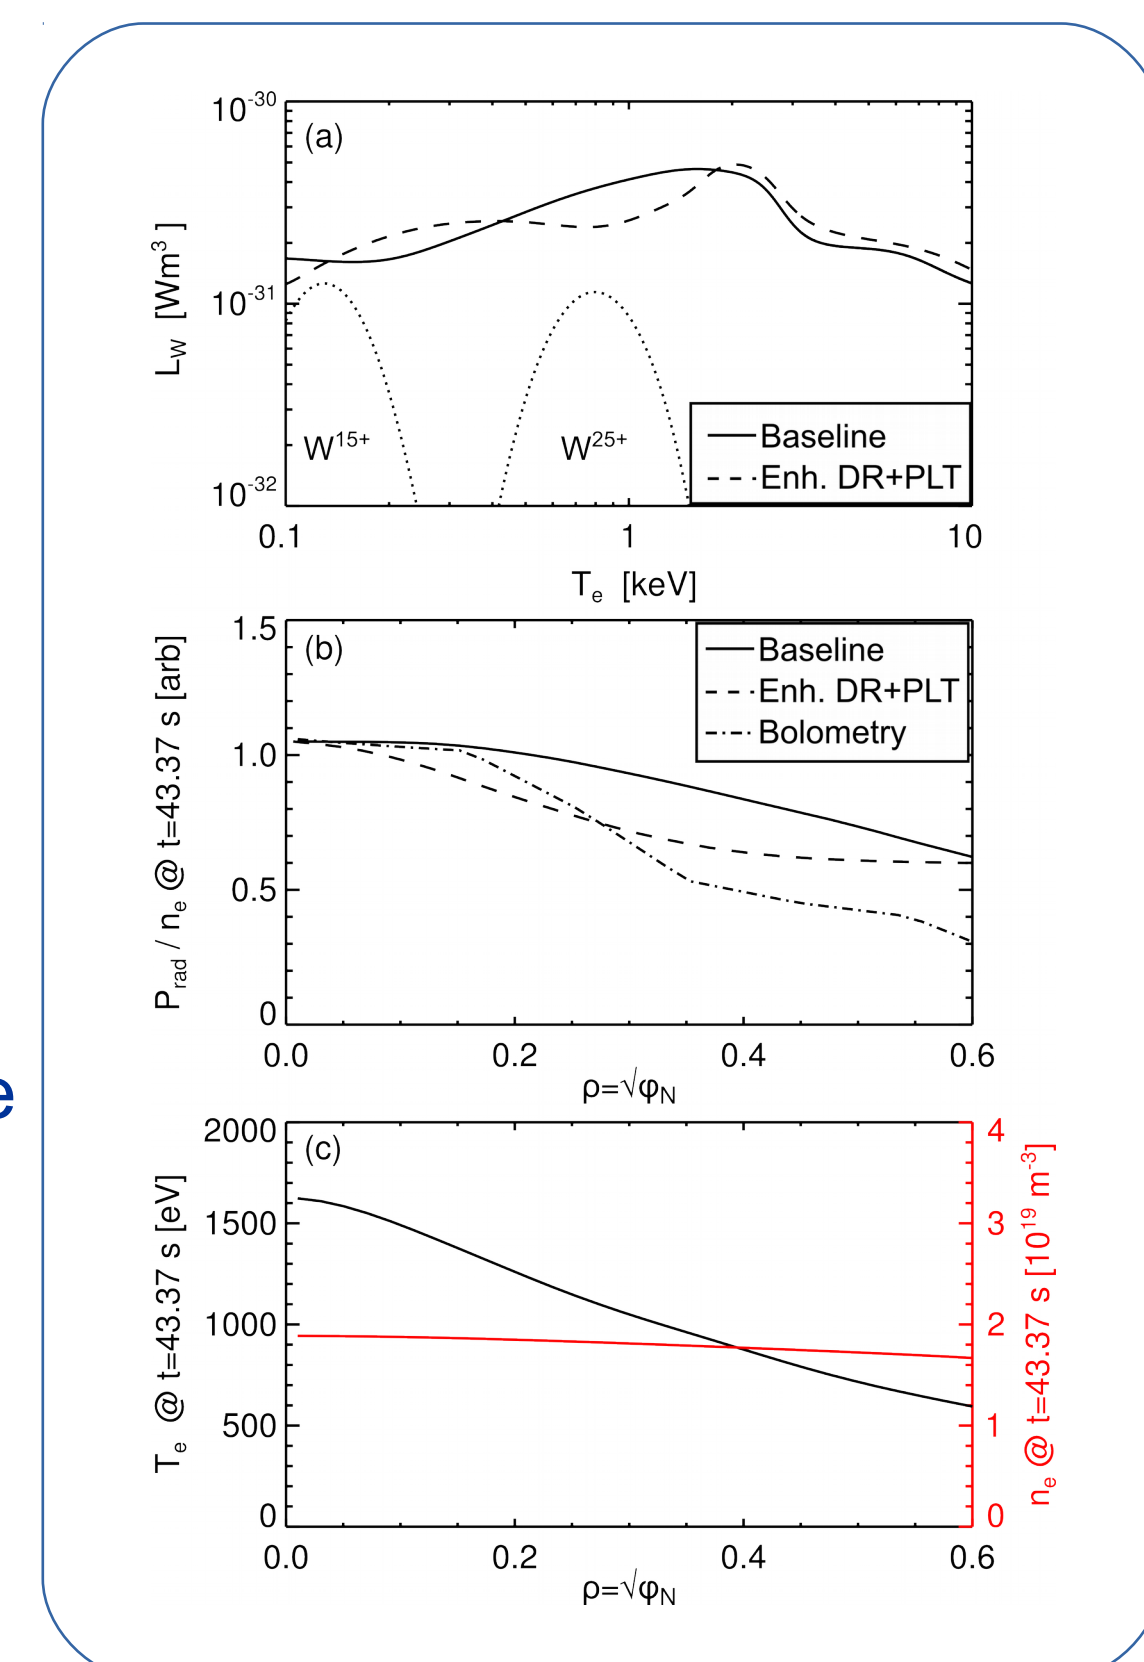 10^-30
(a)
L_W [Wm^3]
10^-31
W^15+
W^25+
Baseline
Enh. DR+PLT
10^-32
0.1 1 10
T_e [keV]
1.5
(b)
Baseline
Enh. DR+PLT
Bolometry
1.0
P_rad / n_e @ t=43.37 s [arb]
0.5
0
0.0 0.2 0.4 0.6
ρ=√φ_N
e
2000
(c)
4
1500
3
T_e @ t=43.37 s [eV]
n_e @ t=43.37 s [10^19 m^-3]
1000
2
500
1
0
0
0.0 0.2 0.4 0.6
ρ=√φ_N